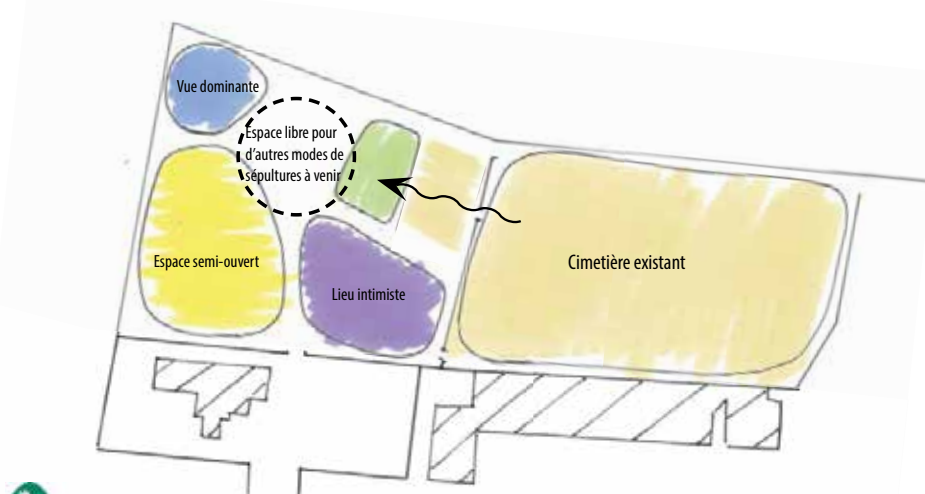 Vue dominante
Espace libre pour
d'autres modes de
sépultures à venir
Espace semi-ouvert
Lieu intimiste
Cimetière existant